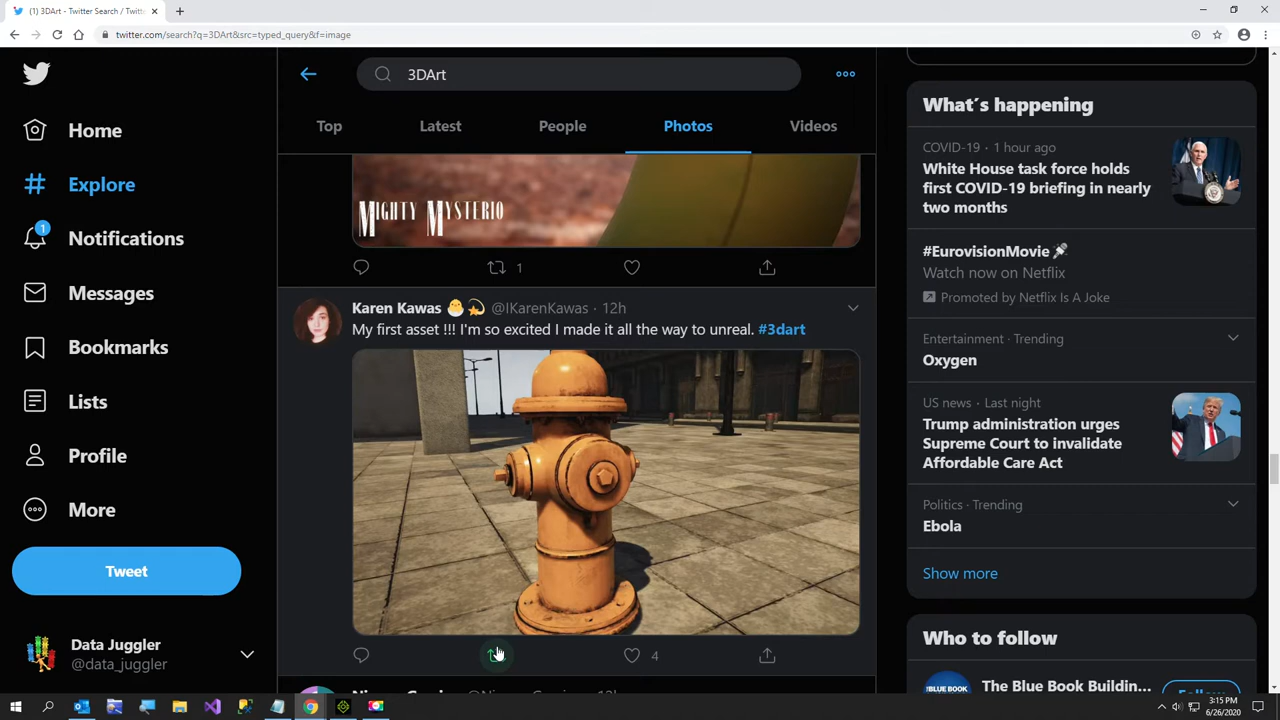 (1) 3DArt - Twitter Search / Twitt
twitter.com/search?q=3DArt&src=typed_query&f=image
Home
Explore
1
Notifications
Messages
Bookmarks
Lists
Profile
More
Tweet
Data Juggler
@data_juggler
3DArt
Top
Latest
People
Photos
Videos
MIGHTY MYSTERIO
1
Karen Kawas 🐣💫 @IKarenKawas · 12h
My first asset !!! I'm so excited I made it all the way to unreal. #3dart
4
What's happening
COVID-19 · 1 hour ago
White House task force holds
first COVID-19 briefing in nearly
two months
#EurovisionMovie🎤
Watch now on Netflix
Promoted by Netflix Is A Joke
Entertainment · Trending
Oxygen
US news · Last night
Trump administration urges
Supreme Court to invalidate
Affordable Care Act
Politics · Trending
Ebola
Show more
Who to follow
The Blue Book Buildin...
THE BLUE BOOK
3:15 PM
6/26/2020